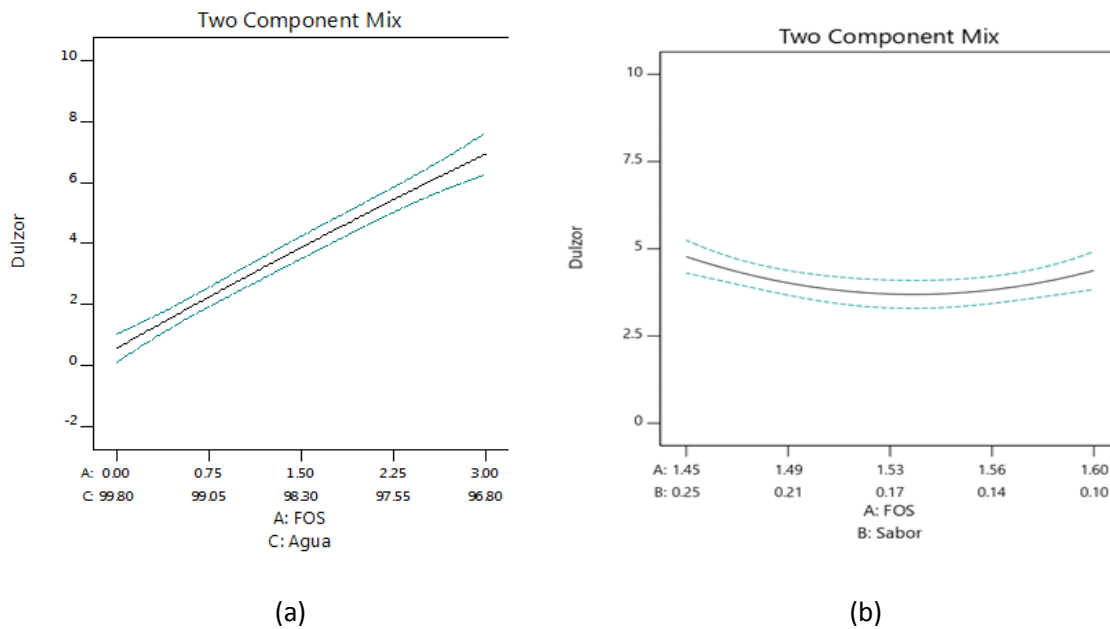 Two Component Mix
10
8
6
4
2
0
-2
Dulzor
A: 0.00 0.75 1.50 2.25 3.00
C: 99.80 99.05 98.30 97.55 96.80
A: FOS
C: Agua
(a)
Two Component Mix
10
7.5
5
2.5
0
Dulzor
A: 1.45 1.49 1.53 1.56 1.60
B: 0.25 0.21 0.17 0.14 0.10
A: FOS
B: Sabor
(b)